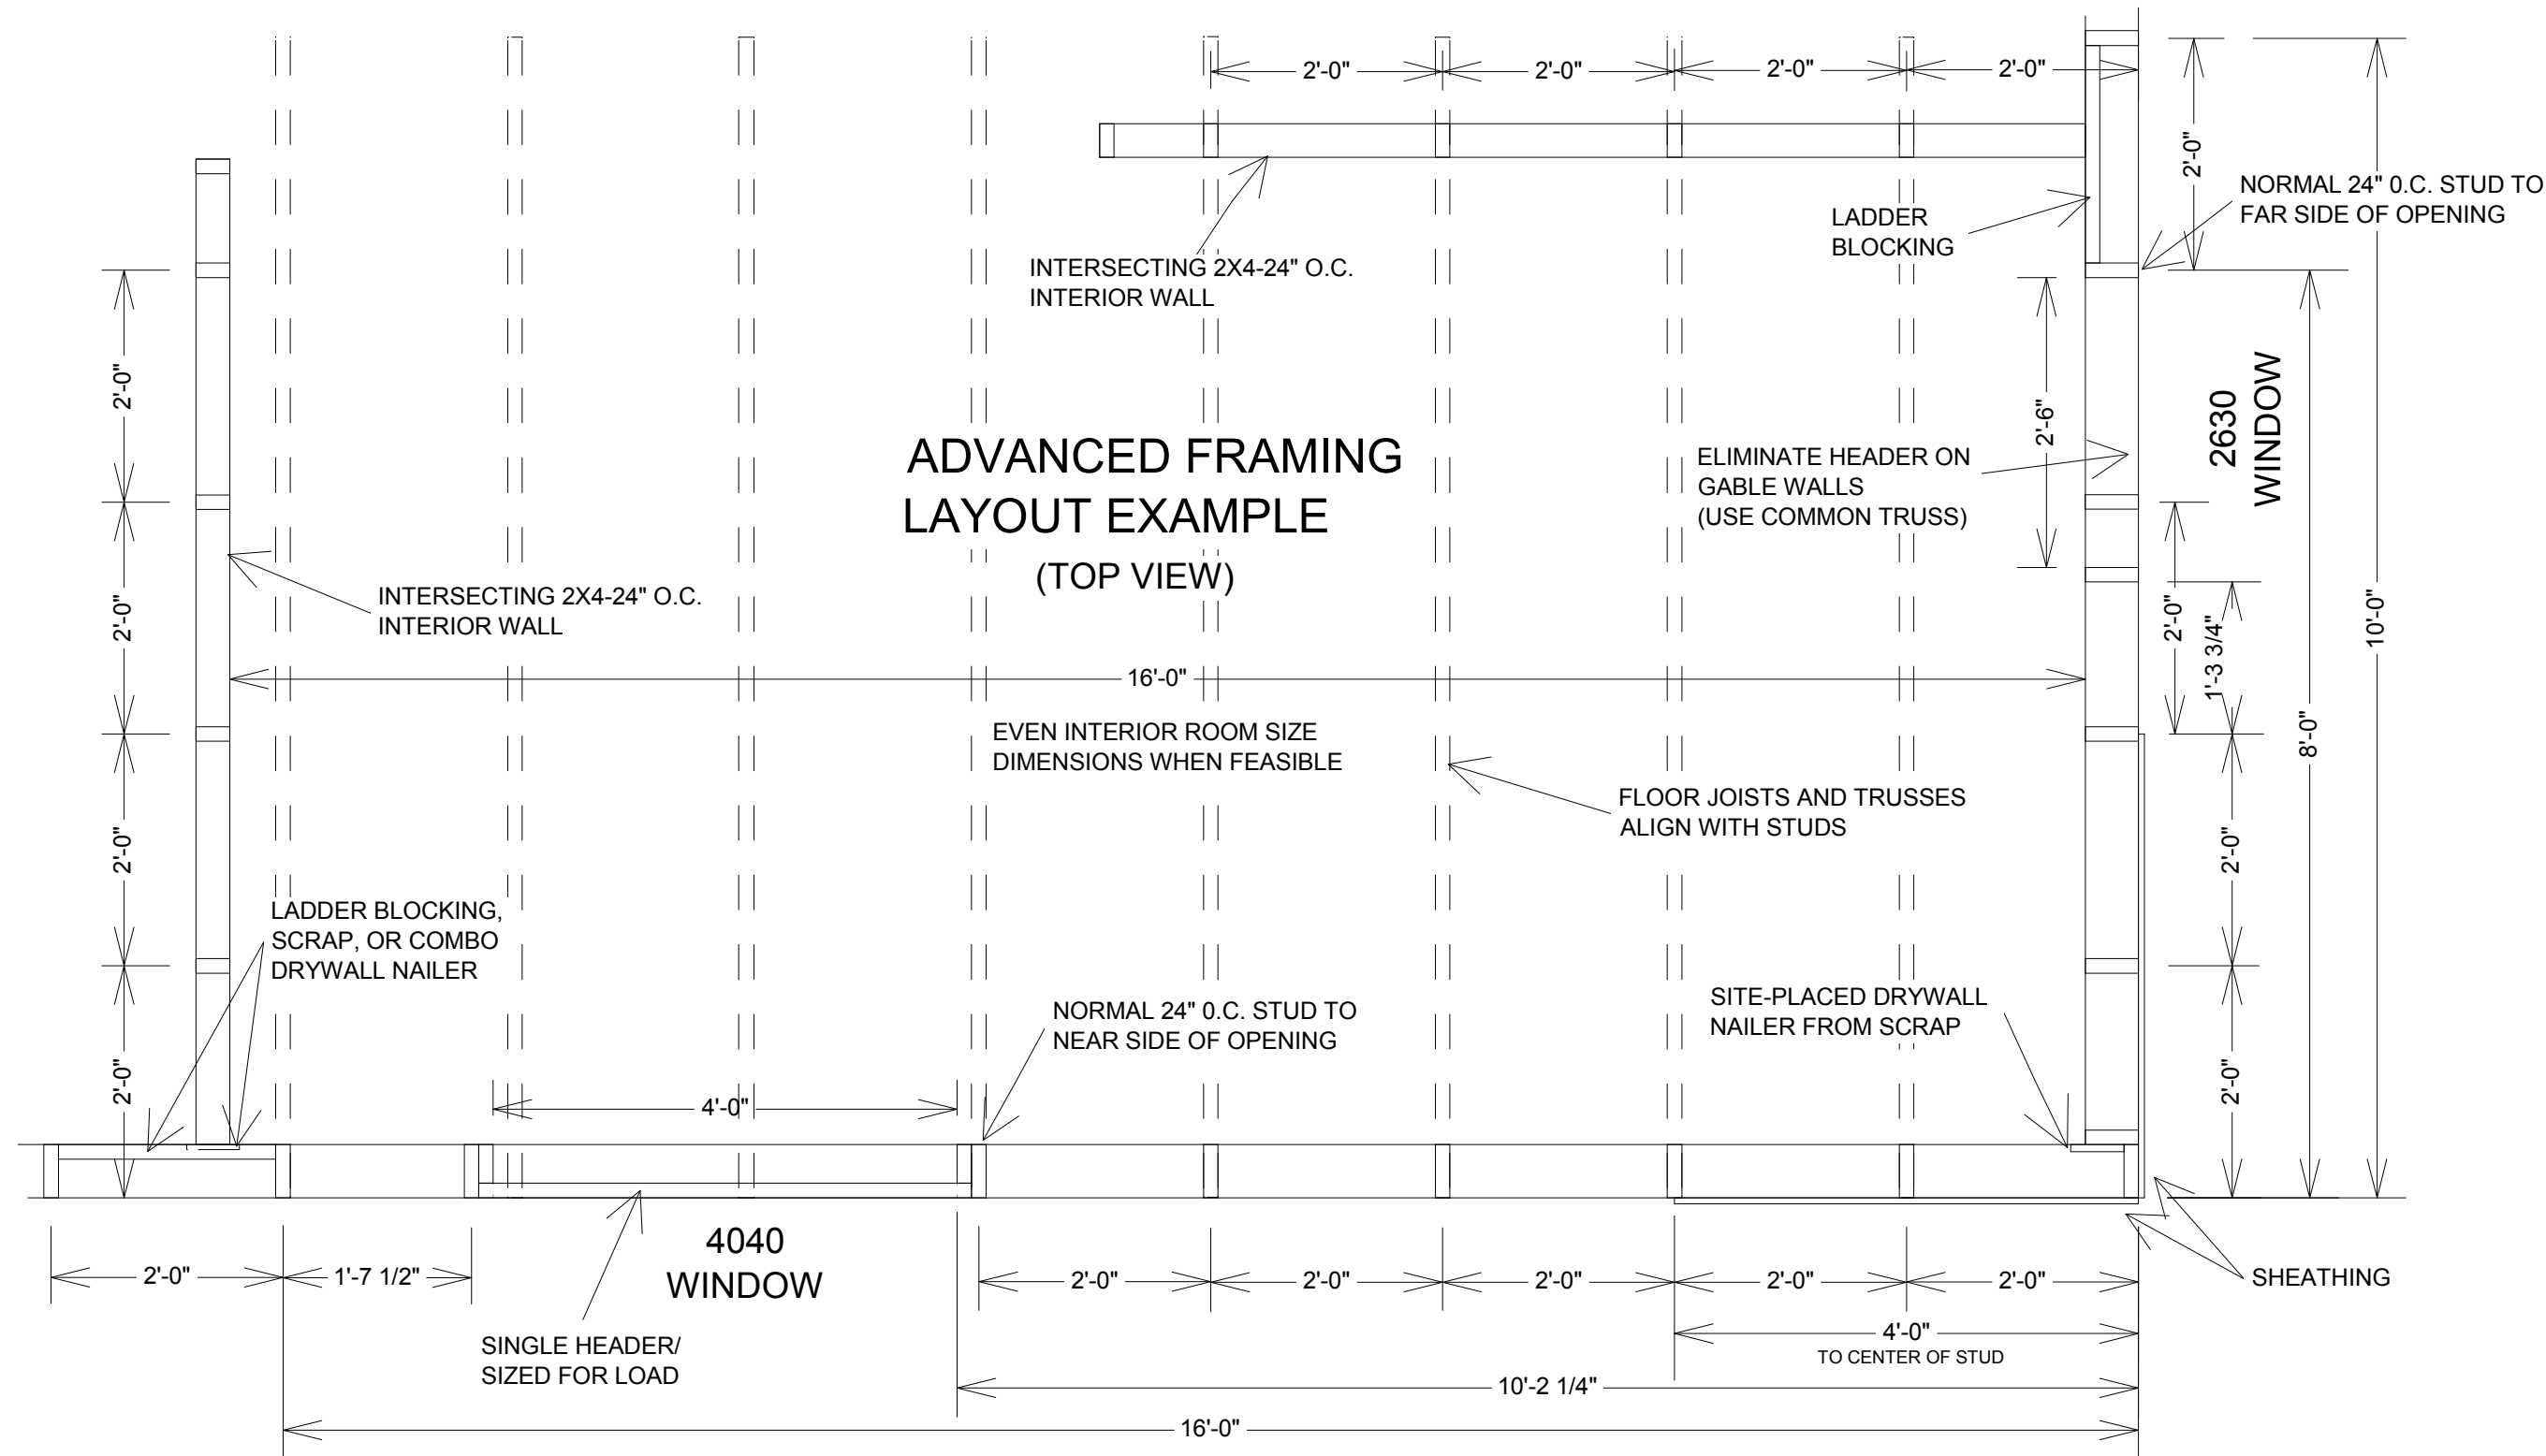 2'-0" 2'-0" 2'-0" 2'-0"
2'-0"
NORMAL 24" 0.C. STUD TO
FAR SIDE OF OPENING
LADDER
BLOCKING
INTERSECTING 2X4-24" O.C.
INTERIOR WALL
2'-0"
2'-6"
2630
WINDOW
ADVANCED FRAMING
LAYOUT EXAMPLE
(TOP VIEW)
ELIMINATE HEADER ON
GABLE WALLS
(USE COMMON TRUSS)
INTERSECTING 2X4-24" O.C.
INTERIOR WALL
2'-0"
2'-0"
1'-3 3/4"
10'-0"
16'-0"
8'-0"
EVEN INTERIOR ROOM SIZE
DIMENSIONS WHEN FEASIBLE
FLOOR JOISTS AND TRUSSES
ALIGN WITH STUDS
2'-0"
2'-0"
LADDER BLOCKING,
SCRAP, OR COMBO
DRYWALL NAILER
NORMAL 24" 0.C. STUD TO
NEAR SIDE OF OPENING
SITE-PLACED DRYWALL
NAILER FROM SCRAP
2'-0"
2'-0"
4'-0"
4040
WINDOW
2'-0" 1'-7 1/2" 2'-0" 2'-0" 2'-0" 2'-0" 2'-0"
SHEATHING
SINGLE HEADER/
SIZED FOR LOAD
4'-0"
TO CENTER OF STUD
10'-2 1/4"
16'-0"